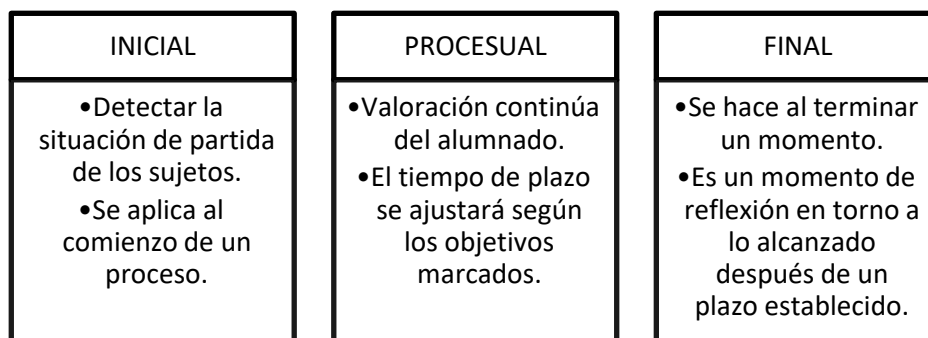 INICIAL
•Detectar la
situación de partida
de los sujetos.
•Se aplica al
comienzo de un
proceso.
PROCESUAL
•Valoración continúa
del alumnado.
•El tiempo de plazo
se ajustará según
los objetivos
marcados.
FINAL
•Se hace al terminar
un momento.
•Es un momento de
reflexión en torno a
lo alcanzado
después de un
plazo establecido.